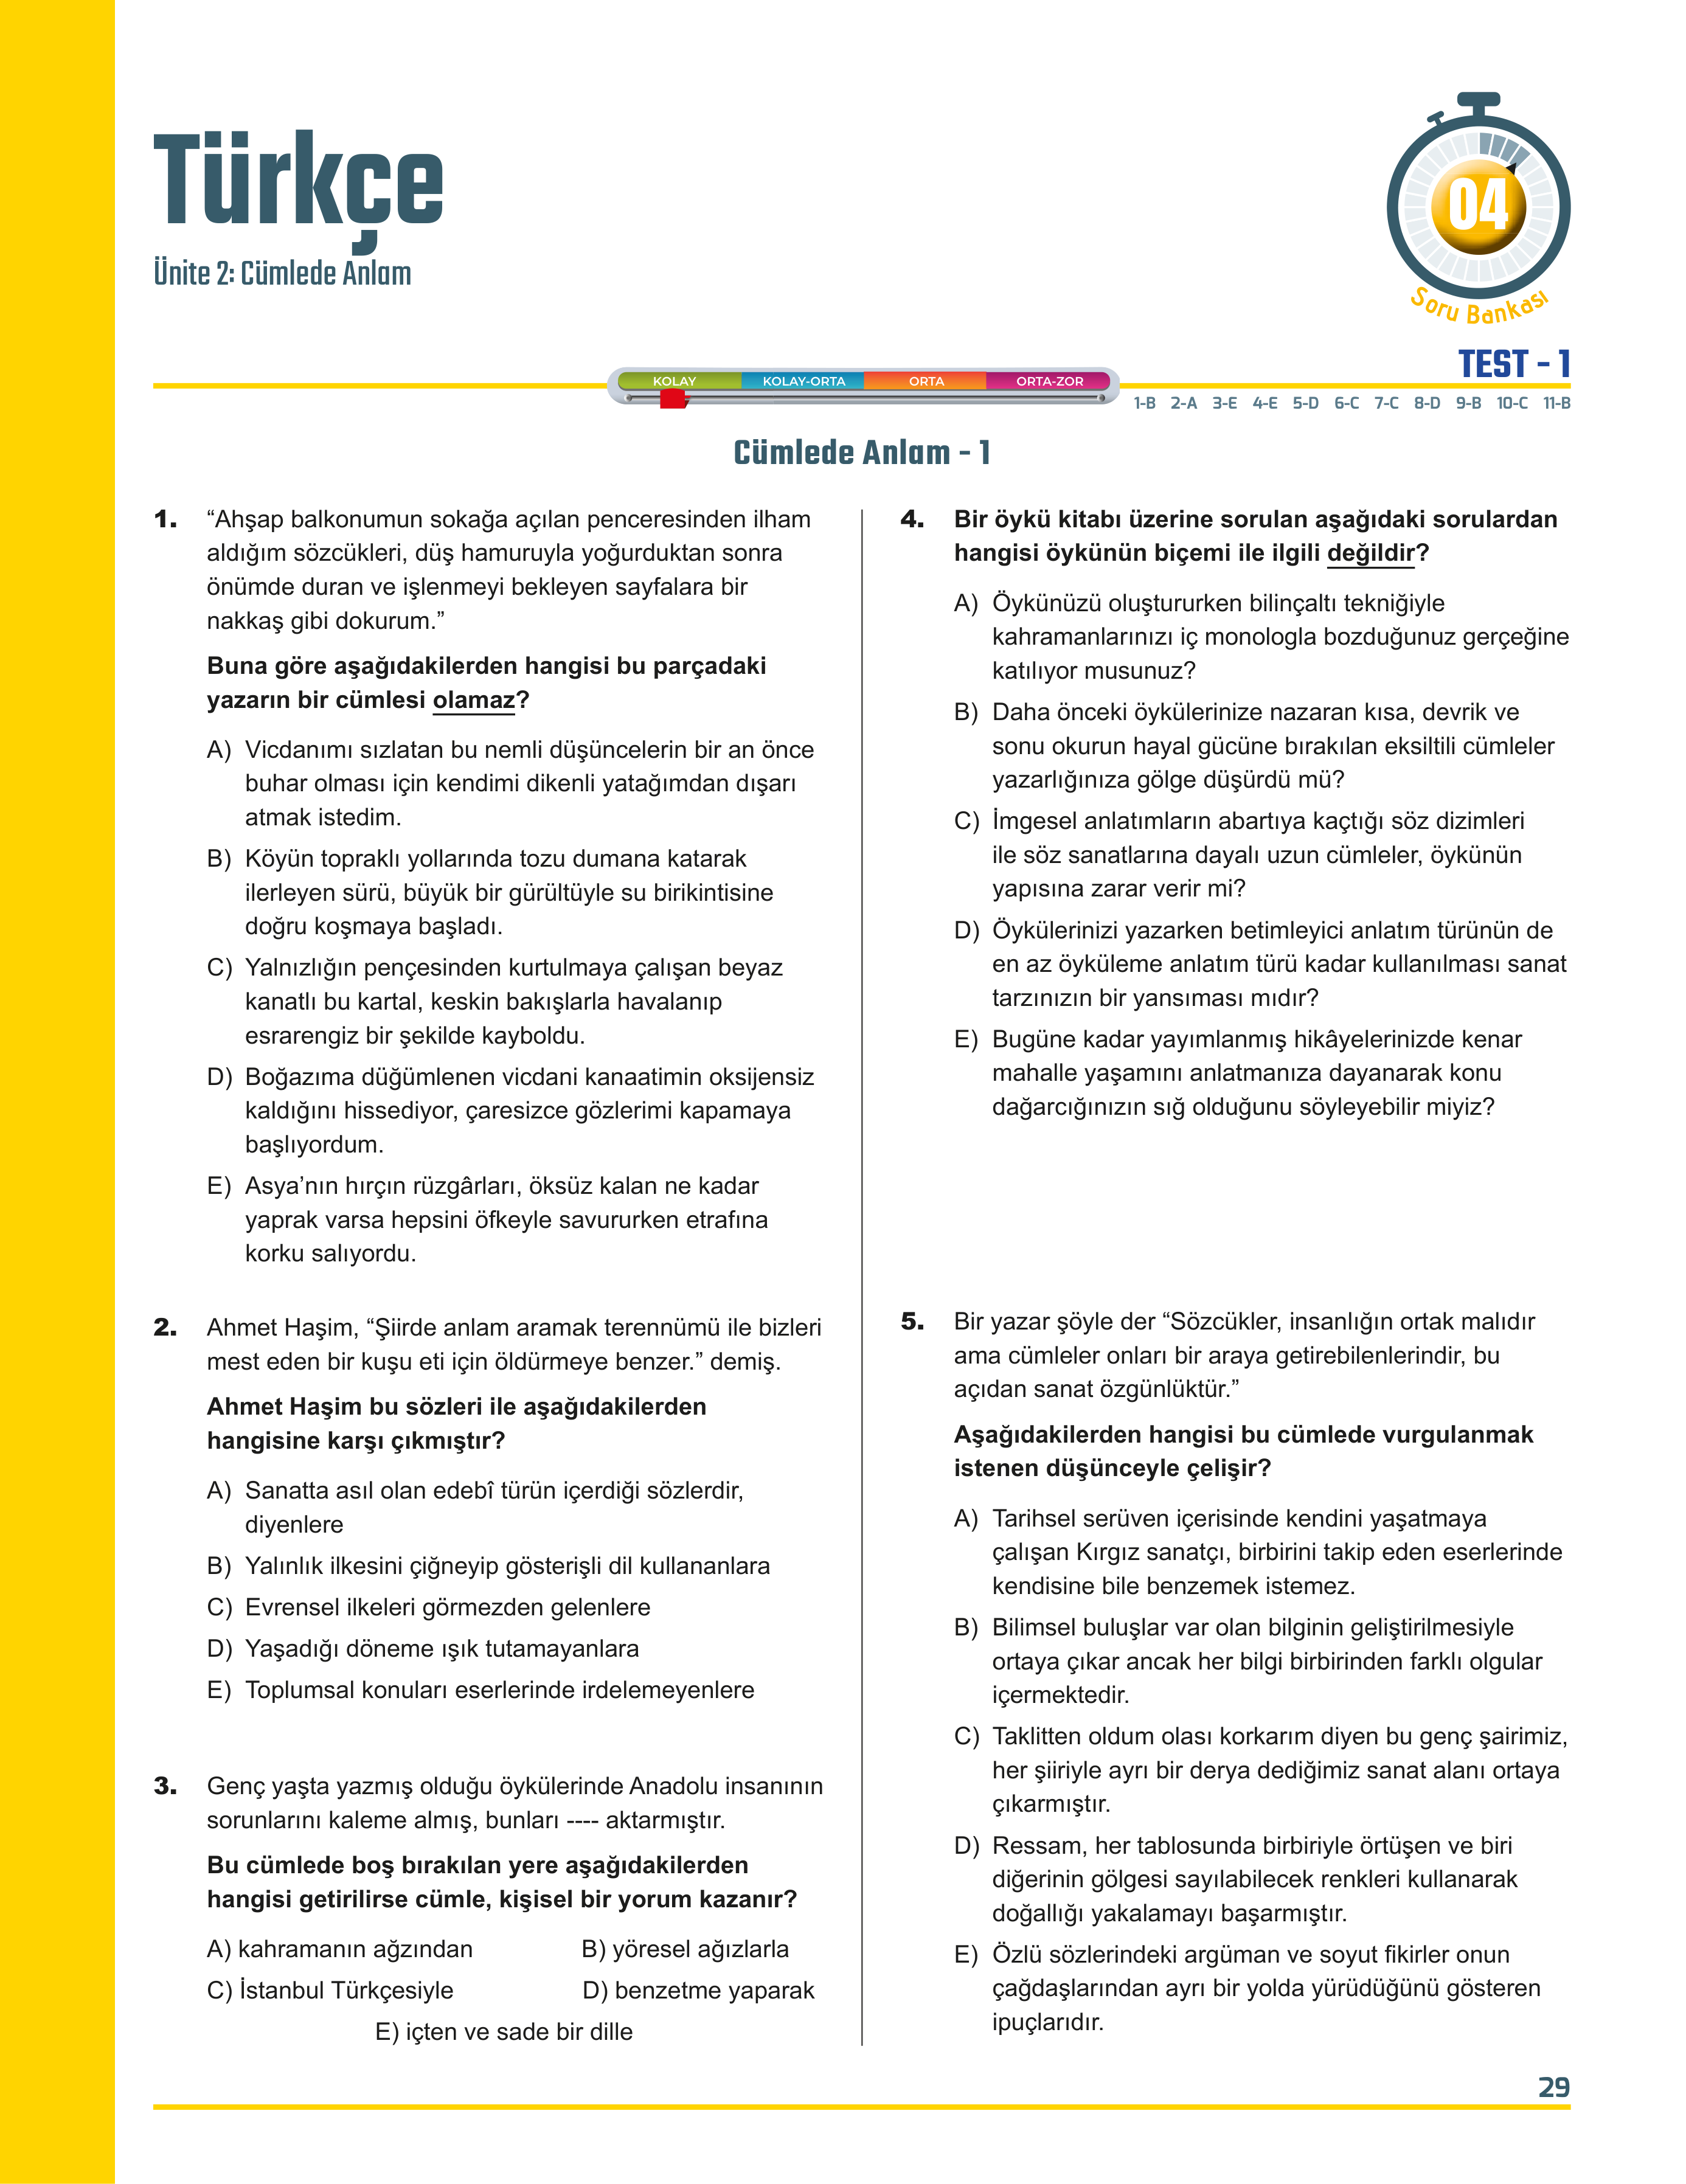 Türkçe
Ünite 2: Cümlede Anlam
04
Soru Bankası
TEST - 1
KOLAY KOLAY-ORTA ORTA ORTA-ZOR
1-B 2-A 3-E 4-E 5-D 6-C 7-C 8-D 9-B 10-C 11-B
Cümlede Anlam - 1
1. “Ahşap balkonumun sokağa açılan penceresinden ilham
aldığım sözcükleri, düş hamuruyla yoğurduktan sonra
önümde duran ve işlenmeyi bekleyen sayfalara bir
nakkaş gibi dokurum.”
Buna göre aşağıdakilerden hangisi bu parçadaki
yazarın bir cümlesi olamaz?
A) Vicdanımı sızlatan bu nemli düşüncelerin bir an önce
buhar olması için kendimi dikenli yatağımdan dışarı
atmak istedim.
B) Köyün topraklı yollarında tozu dumana katarak
ilerleyen sürü, büyük bir gürültüyle su birikintisine
doğru koşmaya başladı.
C) Yalnızlığın pençesinden kurtulmaya çalışan beyaz
kanatlı bu kartal, keskin bakışlarla havalanıp
esrarengiz bir şekilde kayboldu.
D) Boğazıma düğümlenen vicdani kanaatimin oksijensiz
kaldığını hissediyor, çaresizce gözlerimi kapamaya
başlıyordum.
E) Asya’nın hırçın rüzgârları, öksüz kalan ne kadar
yaprak varsa hepsini öfkeyle savururken etrafına
korku salıyordu.
2. Ahmet Haşim, “Şiirde anlam aramak terennümü ile bizleri
mest eden bir kuşu eti için öldürmeye benzer.” demiş.
Ahmet Haşim bu sözleri ile aşağıdakilerden
hangisine karşı çıkmıştır?
A) Sanatta asıl olan edebî türün içerdiği sözlerdir,
diyenlere
B) Yalınlık ilkesini çiğneyip gösterişli dil kullananlara
C) Evrensel ilkeleri görmezden gelenlere
D) Yaşadığı döneme ışık tutamayanlara
E) Toplumsal konuları eserlerinde irdelemeyenlere
3. Genç yaşta yazmış olduğu öykülerinde Anadolu insanının
sorunlarını kaleme almış, bunları ---- aktarmıştır.
Bu cümlede boş bırakılan yere aşağıdakilerden
hangisi getirilirse cümle, kişisel bir yorum kazanır?
A) kahramanın ağzından B) yöresel ağızlarla
C) İstanbul Türkçesiyle D) benzetme yaparak
E) içten ve sade bir dille
4. Bir öykü kitabı üzerine sorulan aşağıdaki sorulardan
hangisi öykünün biçemi ile ilgili değildir?
A) Öykünüzü oluştururken bilinçaltı tekniğiyle
kahramanlarınızı iç monologla bozduğunuz gerçeğine
katılıyor musunuz?
B) Daha önceki öykülerinize nazaran kısa, devrik ve
sonu okurun hayal gücüne bırakılan eksiltili cümleler
yazarlığınıza gölge düşürdü mü?
C) İmgesel anlatımların abartıya kaçtığı söz dizimleri
ile söz sanatlarına dayalı uzun cümleler, öykünün
yapısına zarar verir mi?
D) Öykülerinizi yazarken betimleyici anlatım türünün de
en az öyküleme anlatım türü kadar kullanılması sanat
tarzınızın bir yansıması mıdır?
E) Bugüne kadar yayımlanmış hikâyelerinizde kenar
mahalle yaşamını anlatmanıza dayanarak konu
dağarcığınızın sığ olduğunu söyleyebilir miyiz?
5. Bir yazar şöyle der “Sözcükler, insanlığın ortak malıdır
ama cümleler onları bir araya getirebilenlerindir, bu
açıdan sanat özgünlüktür.”
Aşağıdakilerden hangisi bu cümlede vurgulanmak
istenen düşünceyle çelişir?
A) Tarihsel serüven içerisinde kendini yaşatmaya
çalışan Kırgız sanatçı, birbirini takip eden eserlerinde
kendisine bile benzemek istemez.
B) Bilimsel buluşlar var olan bilginin geliştirilmesiyle
ortaya çıkar ancak her bilgi birbirinden farklı olgular
içermektedir.
C) Taklitten oldum olası korkarım diyen bu genç şairimiz,
her şiiriyle ayrı bir derya dediğimiz sanat alanı ortaya
çıkarmıştır.
D) Ressam, her tablosunda birbiriyle örtüşen ve biri
diğerinin gölgesi sayılabilecek renkleri kullanarak
doğallığı yakalamayı başarmıştır.
E) Özlü sözlerindeki argüman ve soyut fikirler onun
çağdaşlarından ayrı bir yolda yürüdüğünü gösteren
ipuçlarıdır.
29